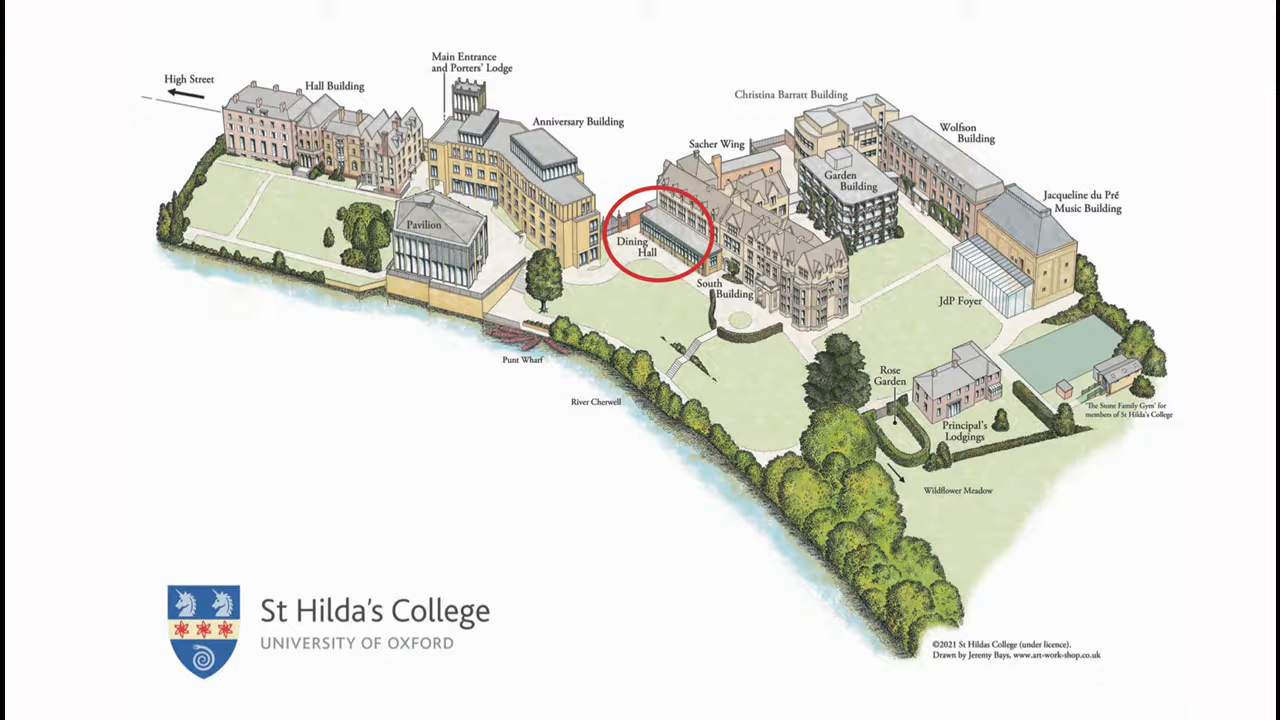 Main Entrance
and Porters' Lodge
High Street
Hall Building
Christina Barratt Building
Anniversary Building
Wolfson
Building
Sacher Wing
Garden
Building
Jacqueline du Pré
Music Building
Pavilion
Dining
Hall
South
Building
JdP Foyer
Punt Wharf
Rose
Garden
River Cherwell
'The Stone Family Gym' for
members of St Hilda's College
Principal's
Lodgings
Wildflower Meadow
St Hilda's College
UNIVERSITY OF OXFORD
©2021 St Hildas College (under licence).
Drawn by Jeremy Bays, www.art-work-shop.co.uk